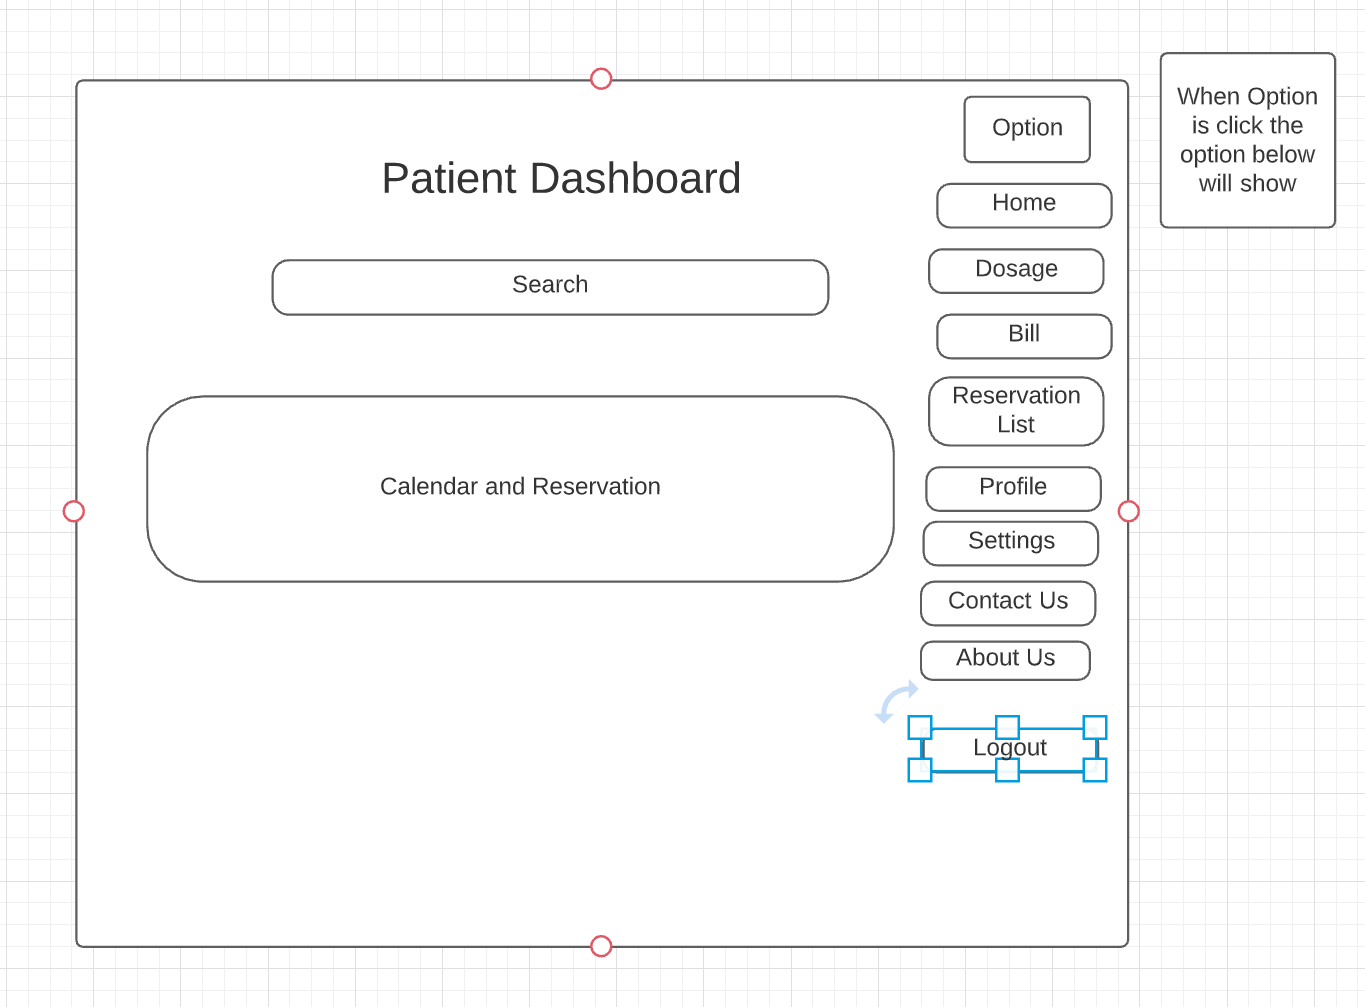 Patient Dashboard
Search
Calendar and Reservation
Option
Home
Dosage
Bill
Reservation
List
Profile
Settings
Contact Us
About Us
Logout
When Option
is click the
option below
will show